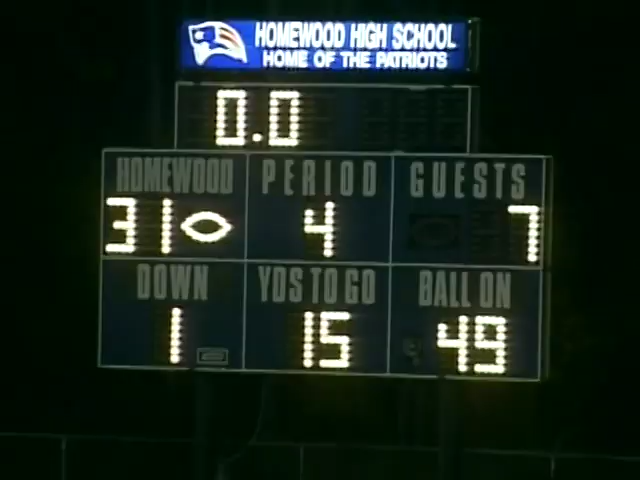 HOMEWOOD HIGH SCHOOL
HOME OF THE PATRIOTS
0.0
HOMEWOOD PERIOD GUESTS
31 4 7
DOWN YDS TO GO BALL ON
1 15 49